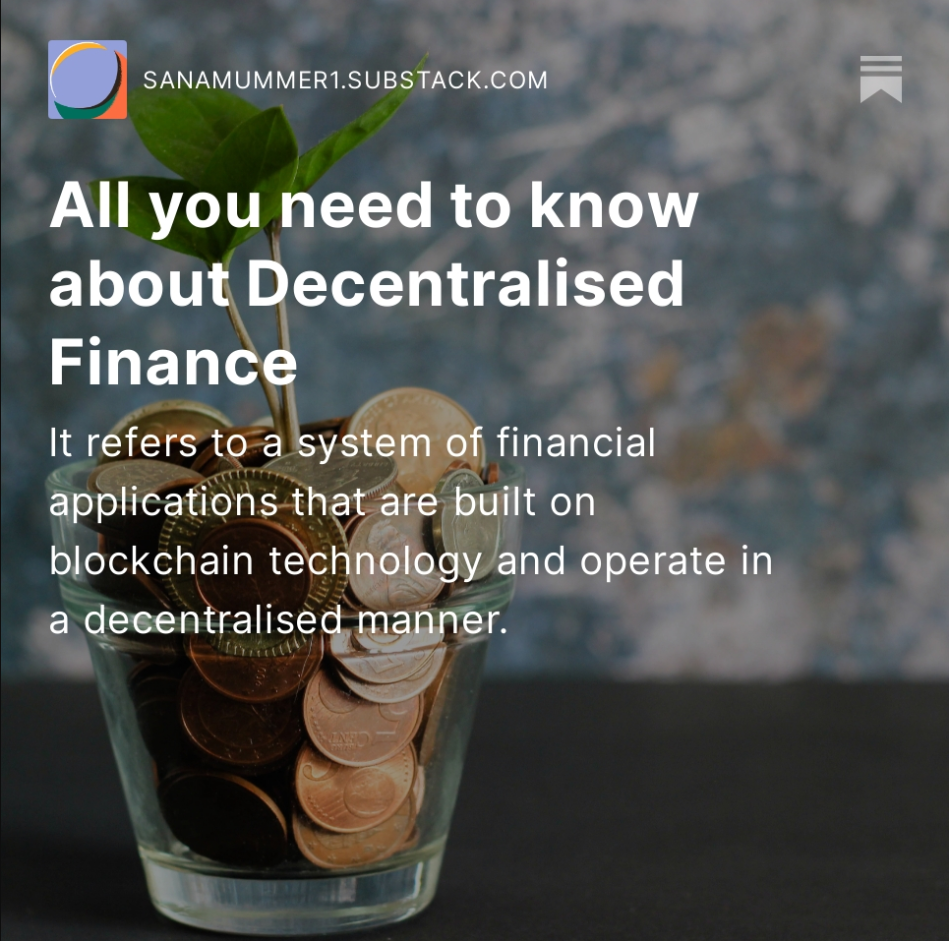 SANAMUMMER1.SUBSTACK.COM
All you need to know
about Decentralised
Finance
It refers to a system of financial
applications that are built on
blockchain technology and operate in
a decentralised manner.